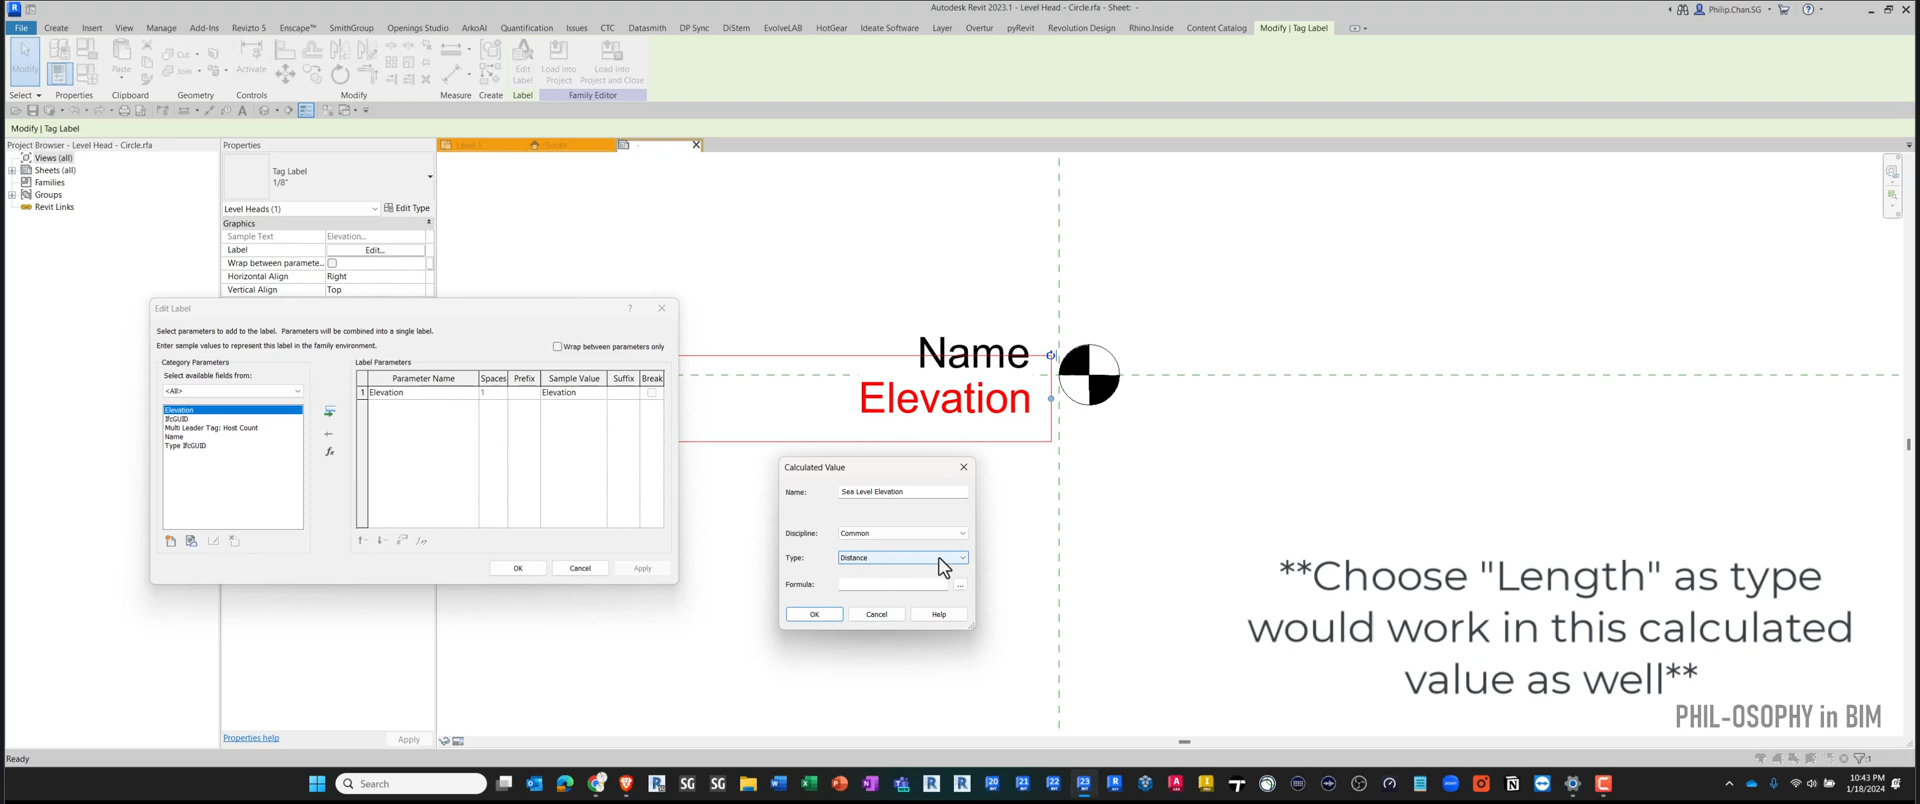 Autodesk Revit 2023.1 - Level Head - Circle.rfa - Sheet: -
Philip.Chan.SG
File Create Insert View Manage Add-Ins Revizto 5 Enscape™ SmithGroup Openings Studio ArkoAI Quantification Issues CTC Datasmith DP Sync DiStem EvolveLAB HotGear Ideate Software Layer Overtur pyRevit Revolution Design Rhino.Inside Content Catalog Modify | Tag Label
Modify Paste Cut Join Activate Edit Label Load into Project Load into Project and Close
Select Properties Clipboard Geometry Controls Modify Measure Create Label Family Editor
Modify | Tag Label
Project Browser - Level Head - Circle.rfa
Views (all)
Sheets (all)
Families
Groups
Revit Links
Properties
Tag Label
1/8"
Level Heads (1) Edit Type
Graphics
Sample Text Elevation...
Label Edit...
Wrap between paramete...
Horizontal Align Right
Vertical Align Top
Properties help Apply
Level 1
Name
Elevation
Edit Label
Select parameters to add to the label. Parameters will be combined into a single label.
Enter sample values to represent this label in the family environment.
Wrap between parameters only
Category Parameters
Select available fields from:
<All>
Elevation
IfcGUID
Multi Leader Tag: Host Count
Name
Type IfcGUID
Label Parameters
Parameter Name Spaces Prefix Sample Value Suffix Break
1 Elevation 1 Elevation
OK Cancel Apply
Calculated Value
Name: Sea Level Elevation
Discipline: Common
Type: Distance
Formula: ...
OK Cancel Help
**Choose "Length" as type
would work in this calculated
value as well**
PHIL-OSOPHY in BIM
Ready
:1
Search
SG SG
20 21 22 23
10:43 PM
1/18/2024